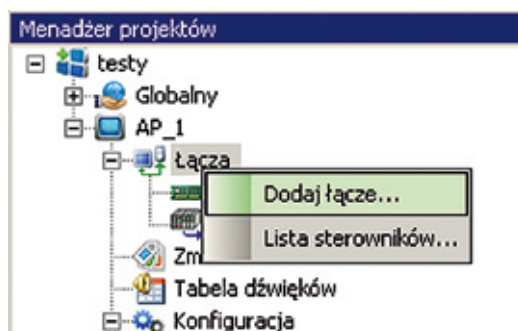 Menadżer projektów
testy
Globalny
AP_1
Łącza
Dodaj łącze...
Lista sterowników...
Tabela dźwięków
Konfiguracja